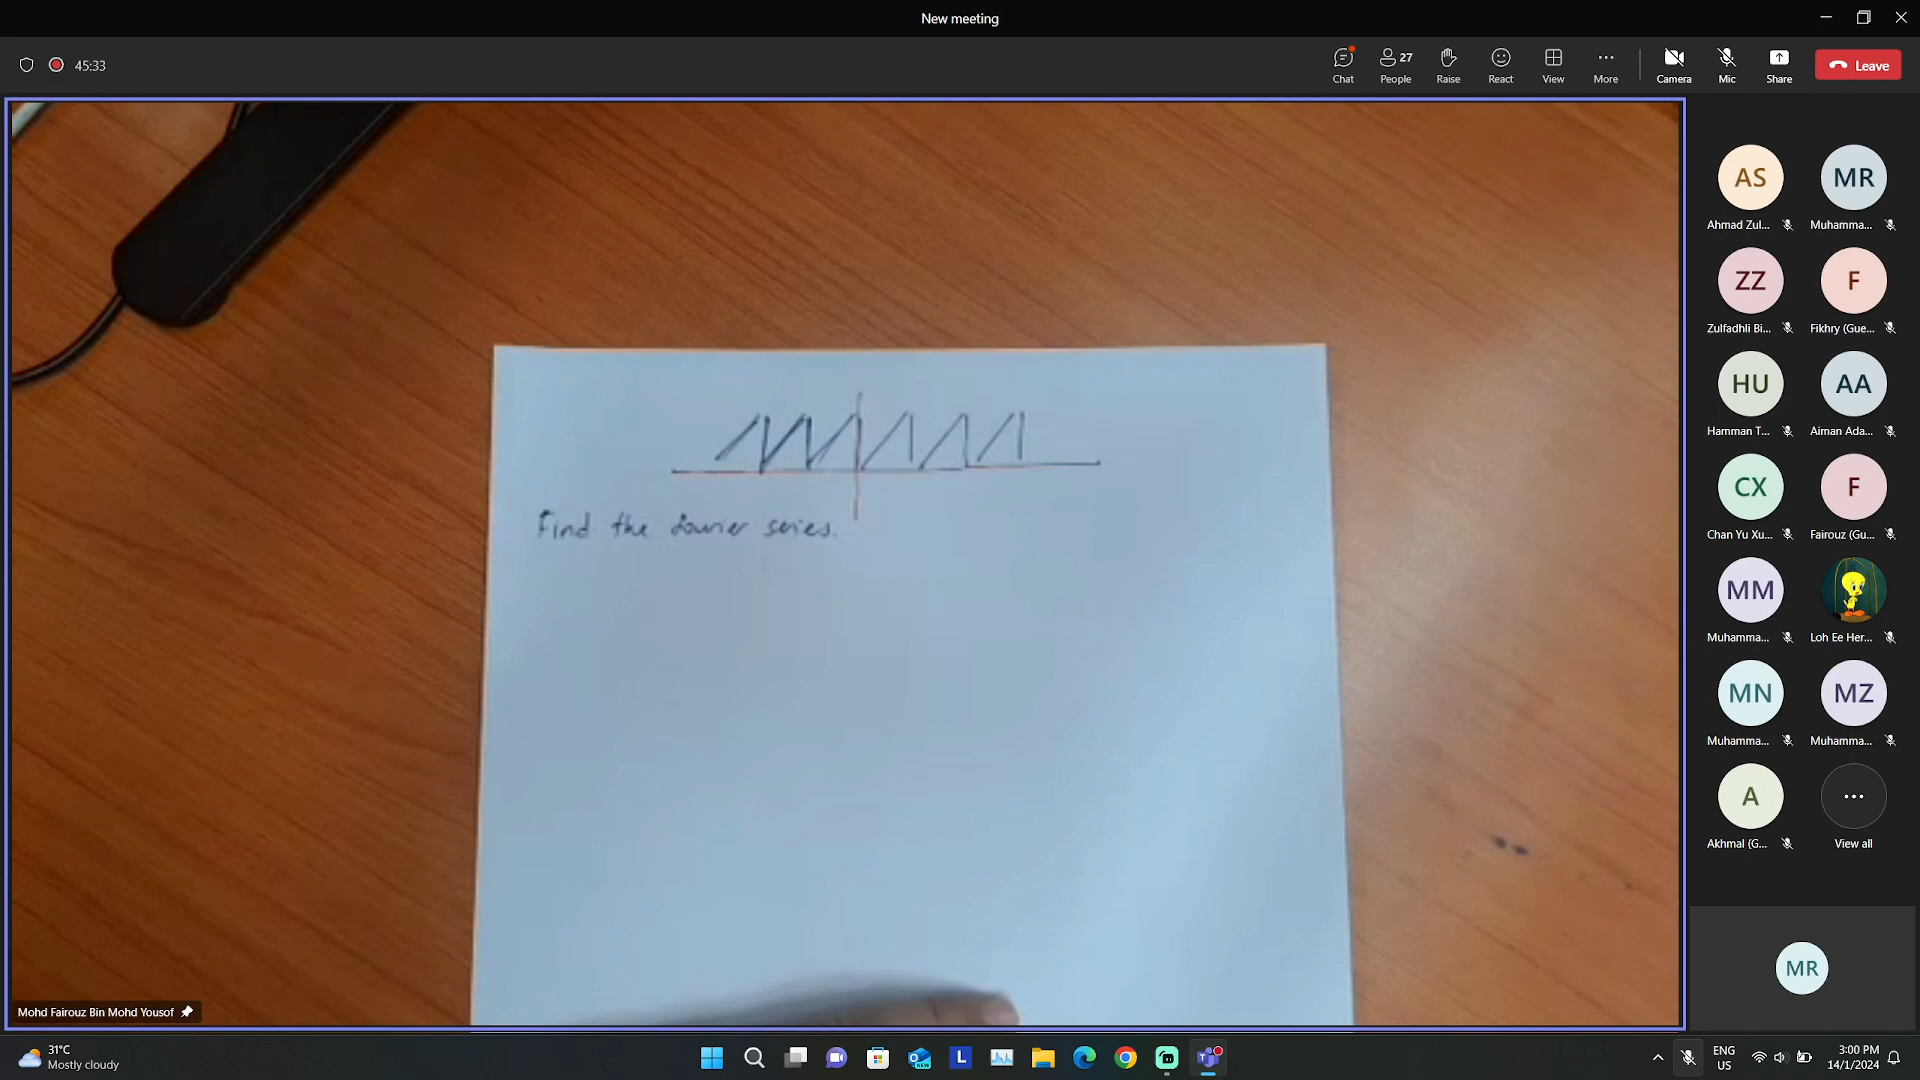 New meeting
45:33
Chat
27
People
Raise
React
View
More
Camera
Mic
Share
Leave
AS
Ahmad Zul...
MR
Muhamma...
ZZ
Zulfadhli Bi...
F
Fikhry (Gue...
HU
Hamman T...
AA
Aiman Ada...
CX
Chan Yu Xu...
F
Fairouz (Gu...
MM
Muhamma...
Loh Ee Her...
MN
Muhamma...
MZ
Muhamma...
A
Akhmal (G...
View all
MR
Find the fourier series.
Mohd Fairouz Bin Mohd Yousof
31°C
Mostly cloudy
NEW
L
ENG
US
3:00 PM
14/1/2024